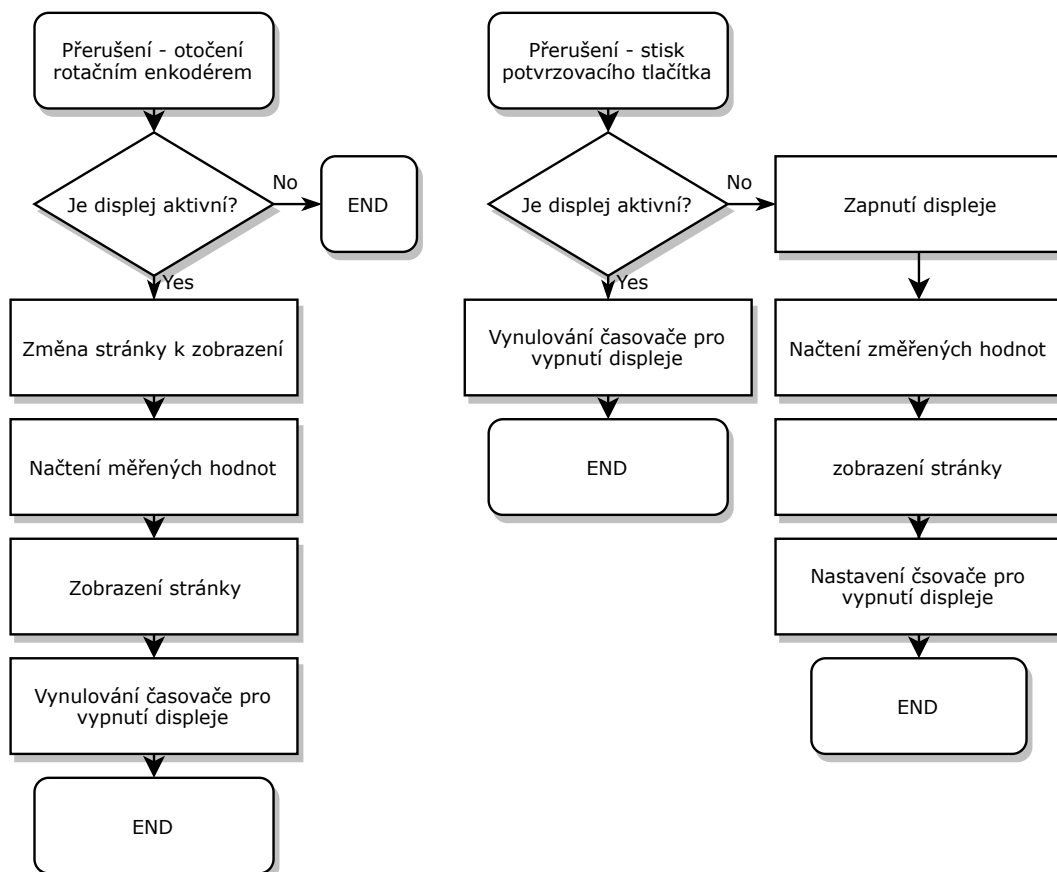 Přerušení - otočení
rotačním enkodérem
Je displej aktivní?
No
END
Yes
Změna stránky k zobrazení
Načtení měřených hodnot
Zobrazení stránky
Vynulování časovače pro
vypnutí displeje
END
Přerušení - stisk
potvrzovacího tlačítka
Je displej aktivní?
No
Yes
Vynulování časovače pro
vypnutí displeje
END
Zapnutí displeje
Načtení změřených hodnot
zobrazení stránky
Nastavení čsovače pro
vypnutí displeje
END